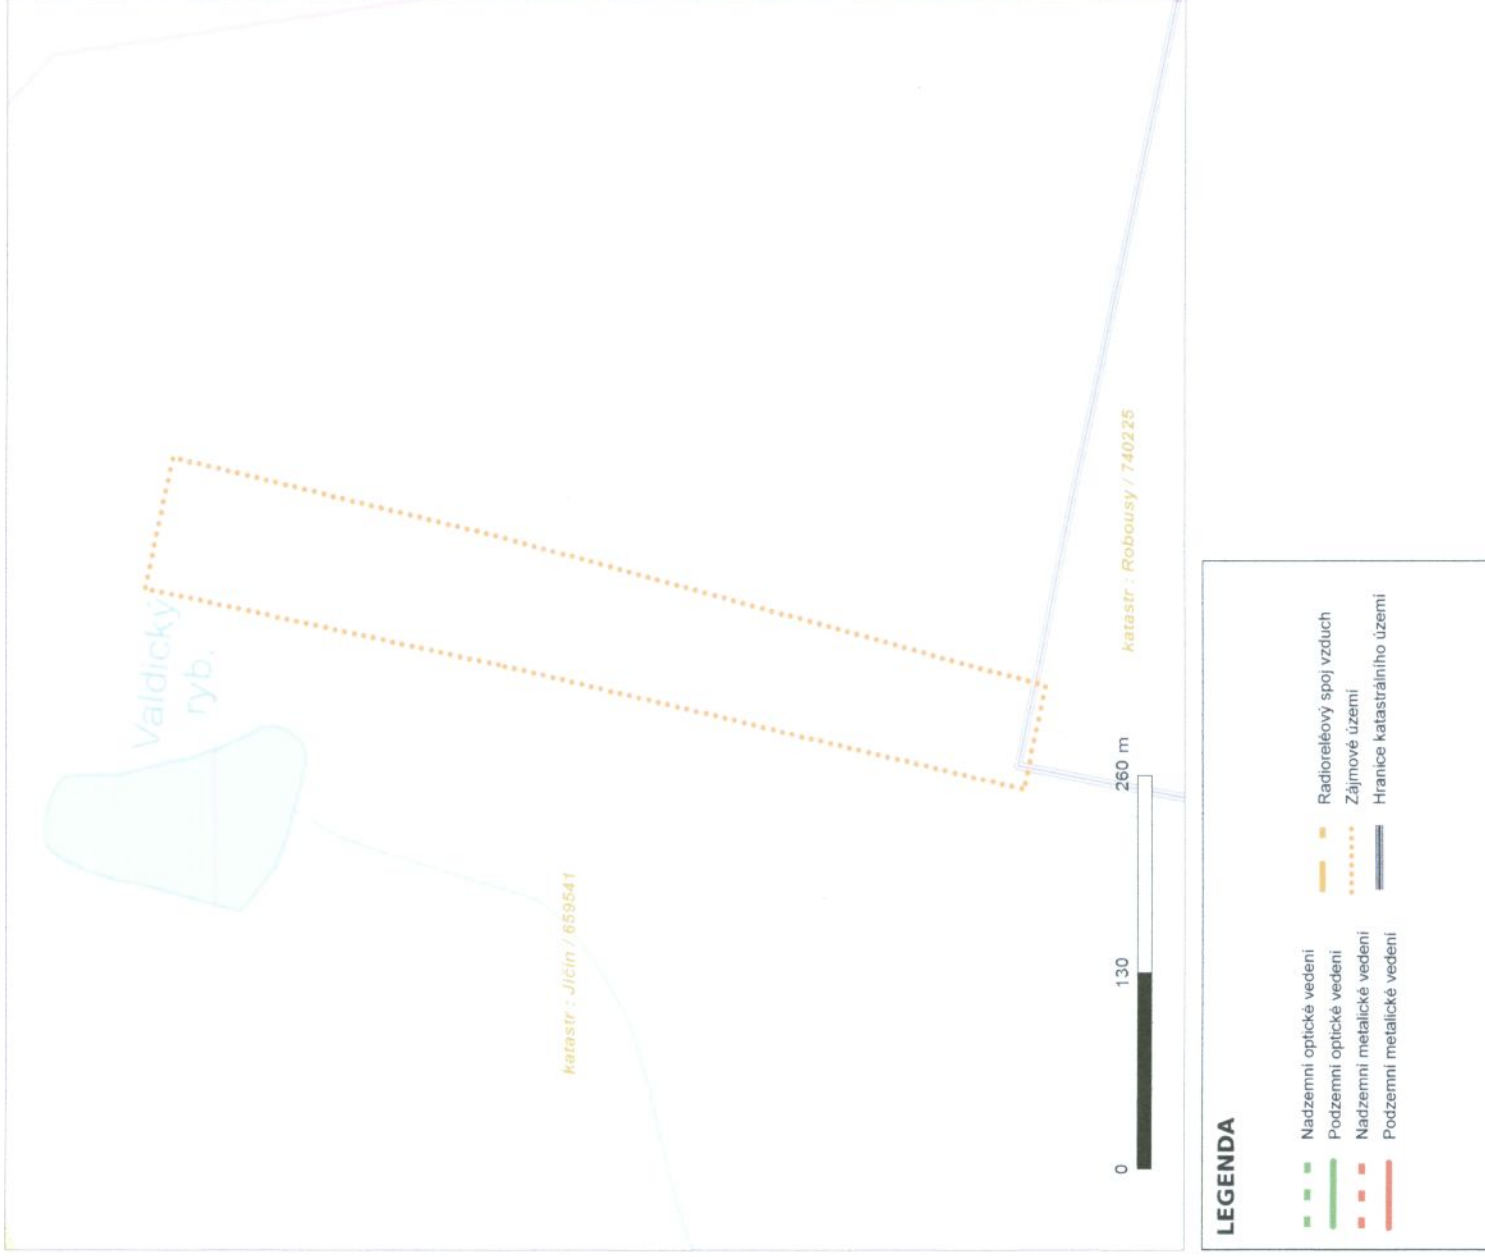 Valdický
ryb.
katastr : Jičín / 659541
katastr : Robousy / 740225
0 130 260 m
LEGENDA
Nadzemní optické vedení
Podzemní optické vedení
Nadzemní metalické vedení
Podzemní metalické vedení
Radioreléový spoj vzduch
Zájmové území
Hranice katastrálního území